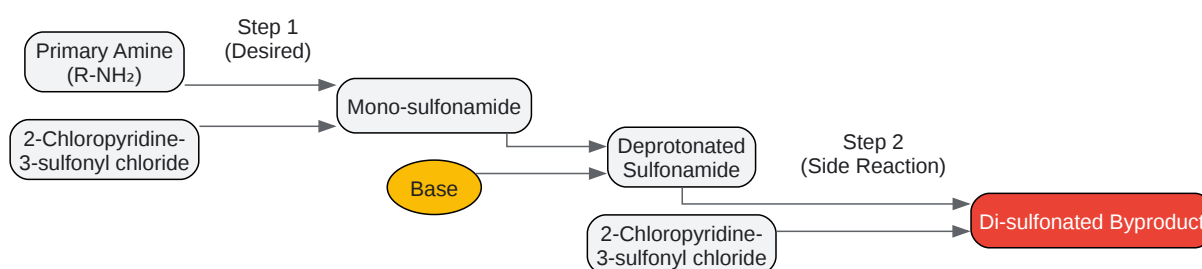 Step 1
(Desired)
Primary Amine
(R-NH₂)
2-Chloropyridine-
3-sulfonyl chloride
Mono-sulfonamide
Base
Deprotonated
Sulfonamide
Step 2
(Side Reaction)
2-Chloropyridine-
3-sulfonyl chloride
Di-sulfonated Byproduct